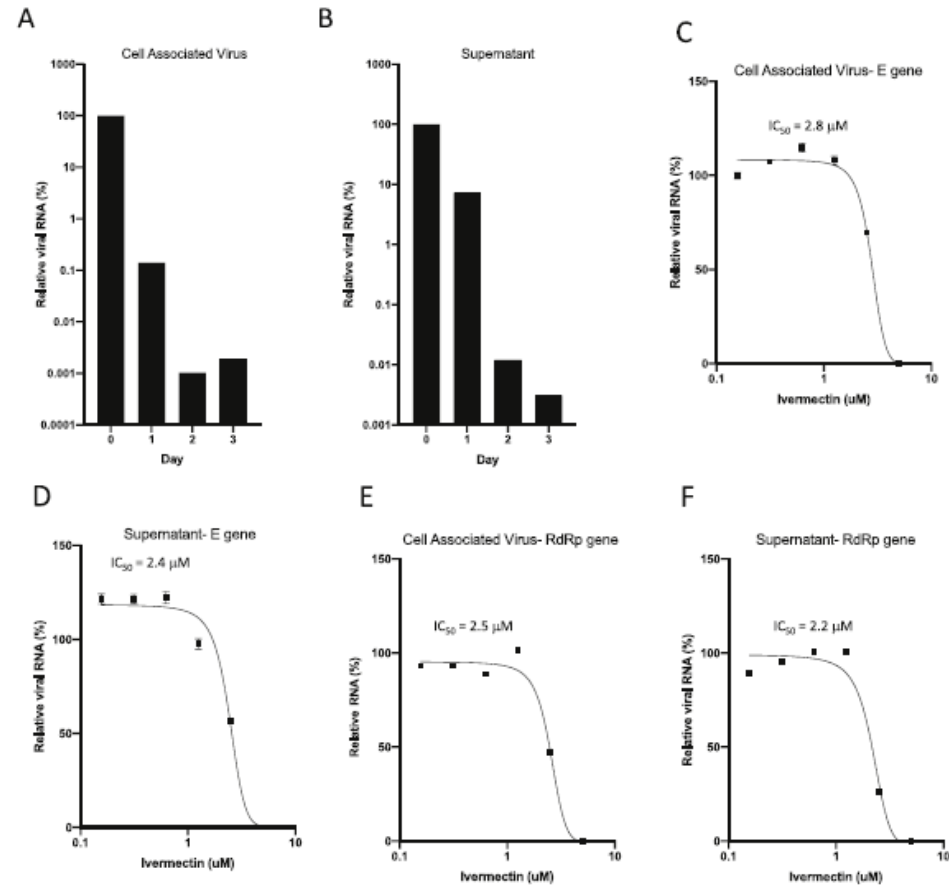 A
Cell Associated Virus
1000
100
10
1
0.1
0.01
0.001
0.0001
Relative viral RNA (%)
0 1 2 3
Day
B
Supernatant
1000
100
10
1
0.1
0.01
0.001
Relative viral RNA (%)
0 1 2 3
Day
C
Cell Associated Virus- E gene
IC50 = 2.8 μM
150
100
50
0
Relative viral RNA (%)
0.1 1 10
Ivermectin (uM)
D
Supernatant- E gene
IC50 = 2.4 μM
150
100
50
0
Relative viral RNA (%)
0.1 1 10
Ivermectin (uM)
E
Cell Associated Virus- RdRp gene
IC50 = 2.5 μM
150
100
50
0
Relative RNA (%)
0.1 1 10
Ivermectin (uM)
F
Supernatant- RdRp gene
IC50 = 2.2 μM
150
100
50
0
Relative viral RNA (%)
0.1 1 10
Ivermectin (uM)